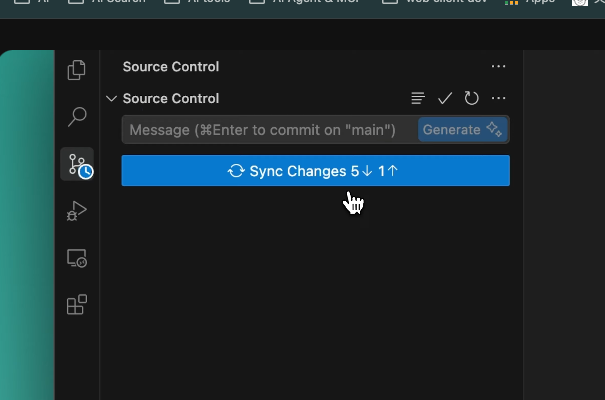 AI Search
AI tools
AI Agent & MCP
web client dev
Apps
Source Control
Source Control
Message (⌘Enter to commit on "main")
Generate
Sync Changes 5↓ 1↑